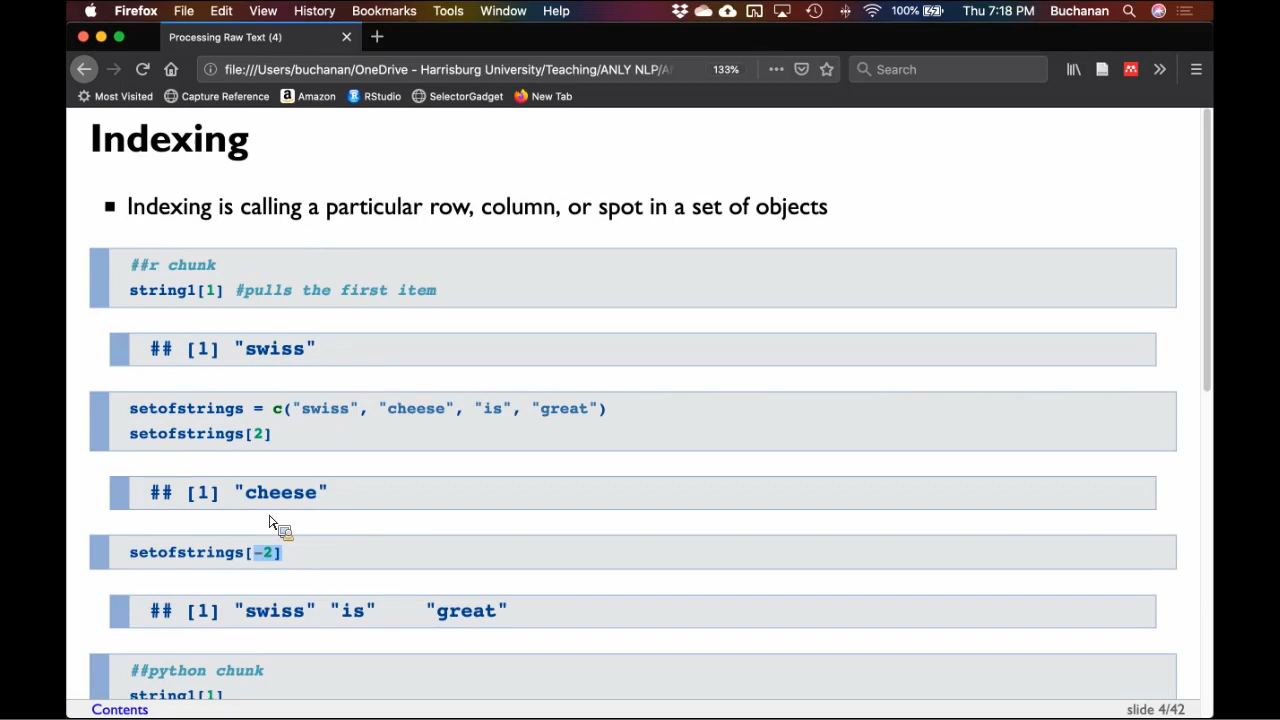 Firefox File Edit View History Bookmarks Tools Window Help 100% Thu 7:18 PM Buchanan
Processing Raw Text (4)
file:///Users/buchanan/OneDrive - Harrisburg University/Teaching/ANLY NLP/A 133% Search
Most Visited Capture Reference Amazon RStudio SelectorGadget New Tab
Indexing
▪ Indexing is calling a particular row, column, or spot in a set of objects
##r chunk
string1[1] #pulls the first item
## [1] "swiss"
setofstrings = c("swiss", "cheese", "is", "great")
setofstrings[2]
## [1] "cheese"
setofstrings[-2]
## [1] "swiss" "is"    "great"
##python chunk
string1[1]
Contents slide 4/42